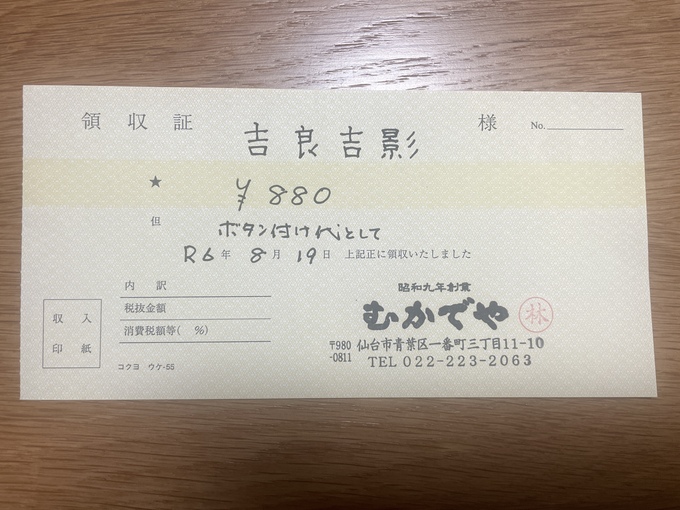 領収証 吉良吉影 様 No.
★ ¥880
但 ボタン付け代として
R6年 8月 19日 上記正に領収いたしました
内訳
税抜金額
消費税額等( %)
収入
印紙
コクヨ ウケ-55
昭和九年創業
むかでや 林
〒980-0811 仙台市青葉区一番町三丁目11-10
TEL 022-223-2063